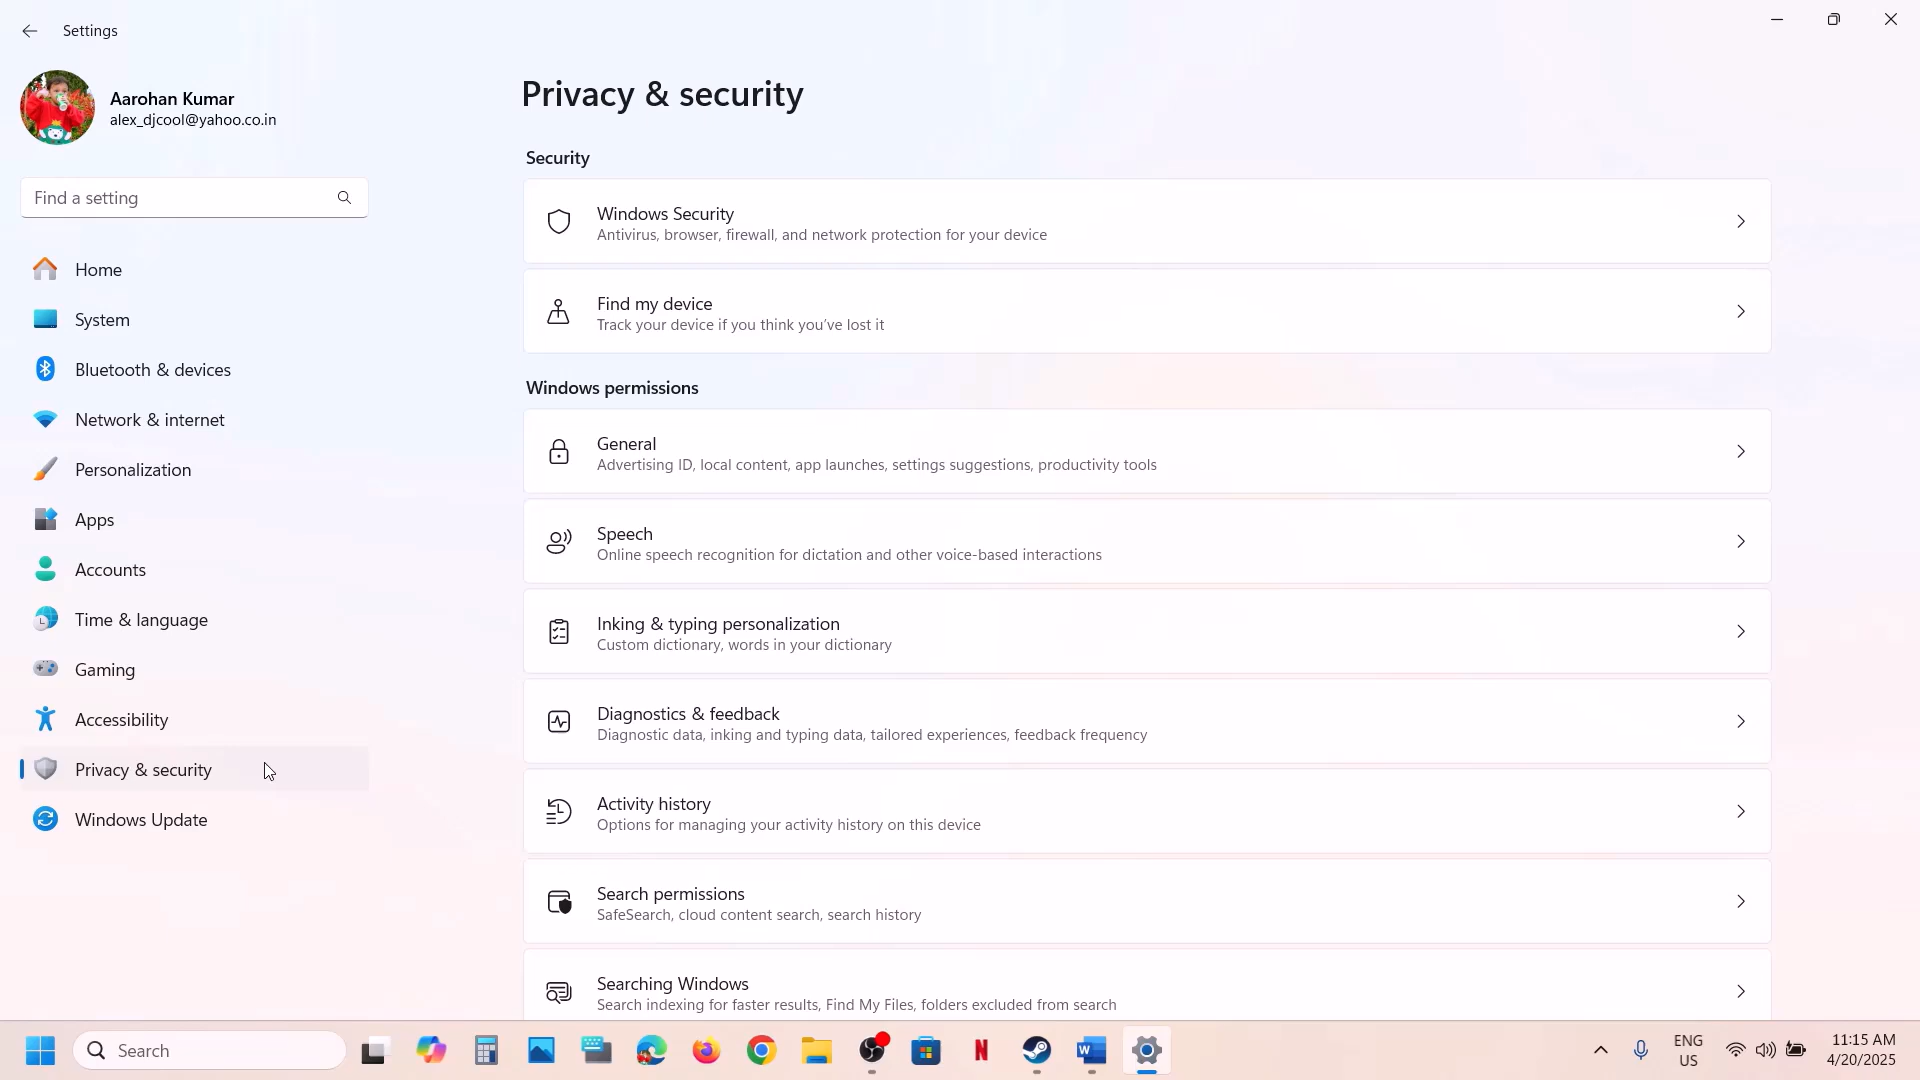 Settings
Aarohan Kumar
alex_djcool@yahoo.co.in
Find a setting
Home
System
Bluetooth & devices
Network & internet
Personalization
Apps
Accounts
Time & language
Gaming
Accessibility
Privacy & security
Windows Update
Privacy & security
Security
Windows Security
Antivirus, browser, firewall, and network protection for your device
Find my device
Track your device if you think you've lost it
Windows permissions
General
Advertising ID, local content, app launches, settings suggestions, productivity tools
Speech
Online speech recognition for dictation and other voice-based interactions
Inking & typing personalization
Custom dictionary, words in your dictionary
Diagnostics & feedback
Diagnostic data, inking and typing data, tailored experiences, feedback frequency
Activity history
Options for managing your activity history on this device
Search permissions
SafeSearch, cloud content search, search history
Searching Windows
Search indexing for faster results, Find My Files, folders excluded from search
Search
ENG
US
11:15 AM
4/20/2025